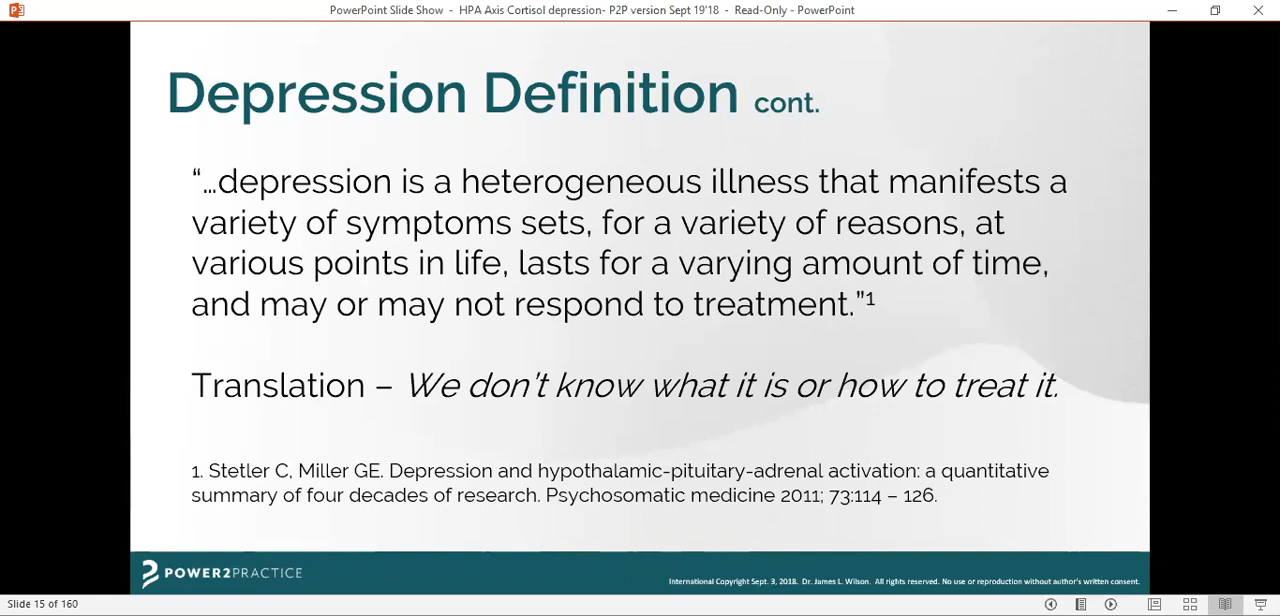 PowerPoint Slide Show - HPA Axis Cortisol depression- P2P version Sept 19'18 - Read-Only - PowerPoint
Depression Definition cont.
“…depression is a heterogeneous illness that manifests a
variety of symptoms sets, for a variety of reasons, at
various points in life, lasts for a varying amount of time,
and may or may not respond to treatment.”1
Translation – We don’t know what it is or how to treat it.
1. Stetler C, Miller GE. Depression and hypothalamic-pituitary-adrenal activation: a quantitative
summary of four decades of research. Psychosomatic medicine 2011; 73:114 – 126.
POWER2PRACTICE
International Copyright Sept. 3, 2018. Dr. James L. Wilson. All rights reserved. No use or reproduction without author's written consent.
Slide 15 of 160